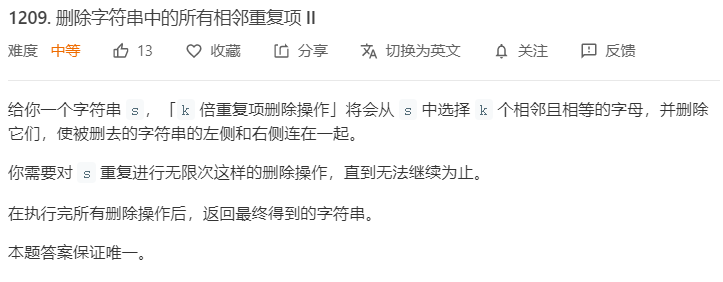 1209. 删除字符串中的所有相邻重复项 II
难度 中等 13 收藏 分享 切换为英文 关注 反馈
给你一个字符串 s，「k 倍重复项删除操作」将会从 s 中选择 k 个相邻且相等的字母，并删除
它们，使被删去的字符串的左侧和右侧连在一起。
你需要对 s 重复进行无限次这样的删除操作，直到无法继续为止。
在执行完所有删除操作后，返回最终得到的字符串。
本题答案保证唯一。